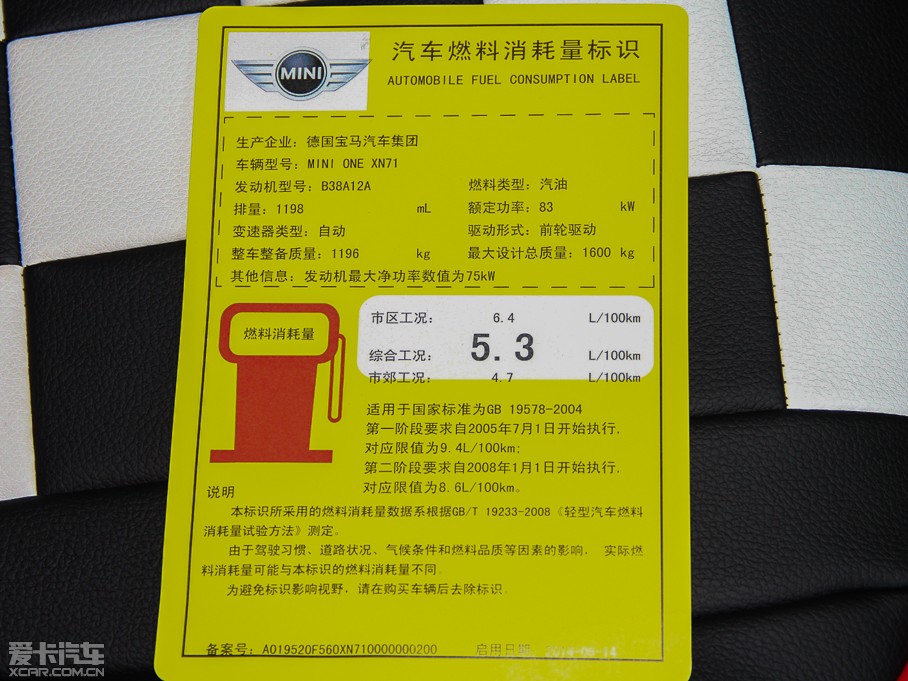 MINI
汽车燃料消耗量标识
AUTOMOBILE FUEL CONSUMPTION LABEL
生产企业：德国宝马汽车集团
车辆型号：MINI ONE XN71
发动机型号：B38A12A 燃料类型：汽油
排量：1198 mL 额定功率：83 kW
变速器类型：自动 驱动形式：前轮驱动
整车整备质量：1196 kg 最大设计总质量：1600 kg
其他信息：发动机最大净功率数值为75kW
燃料消耗量
市区工况： 6.4 L/100km
综合工况： 5.3 L/100km
市郊工况： 4.7 L/100km
适用于国家标准为GB 19578-2004
第一阶段要求自2005年7月1日开始执行,
对应限值为9.4L/100km;
第二阶段要求自2008年1月1日开始执行,
对应限值为8.6L/100km。
说明
本标识所采用的燃料消耗量数据系根据GB/T 19233-2008《轻型汽车燃料
消耗量试验方法》测定。
由于驾驶习惯、道路状况、气候条件和燃料品质等因素的影响， 实际燃
料消耗量可能与本标识的燃料消耗量不同。
为避免标识影响视野，请在购买车辆后去除标识。
备案号：A019520F560XN710000000200 启用日期
爱卡汽车
XCAR.COM.CN